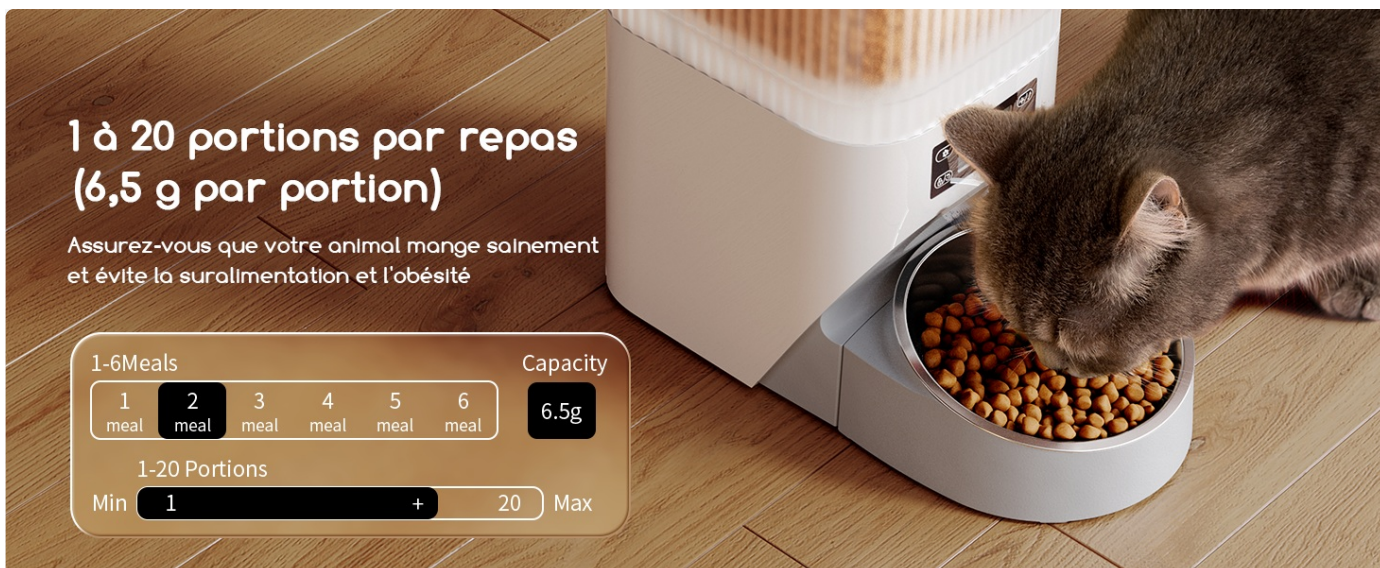 1 à 20 portions par repas
(6,5 g par portion)
Assurez-vous que votre animal mange sainement
et évite la suralimentation et l'obésité
1-6Meals
Capacity
1 2 3 4 5 6
meal meal meal meal meal meal
6.5g
1-20 Portions
Min 1 + 20 Max